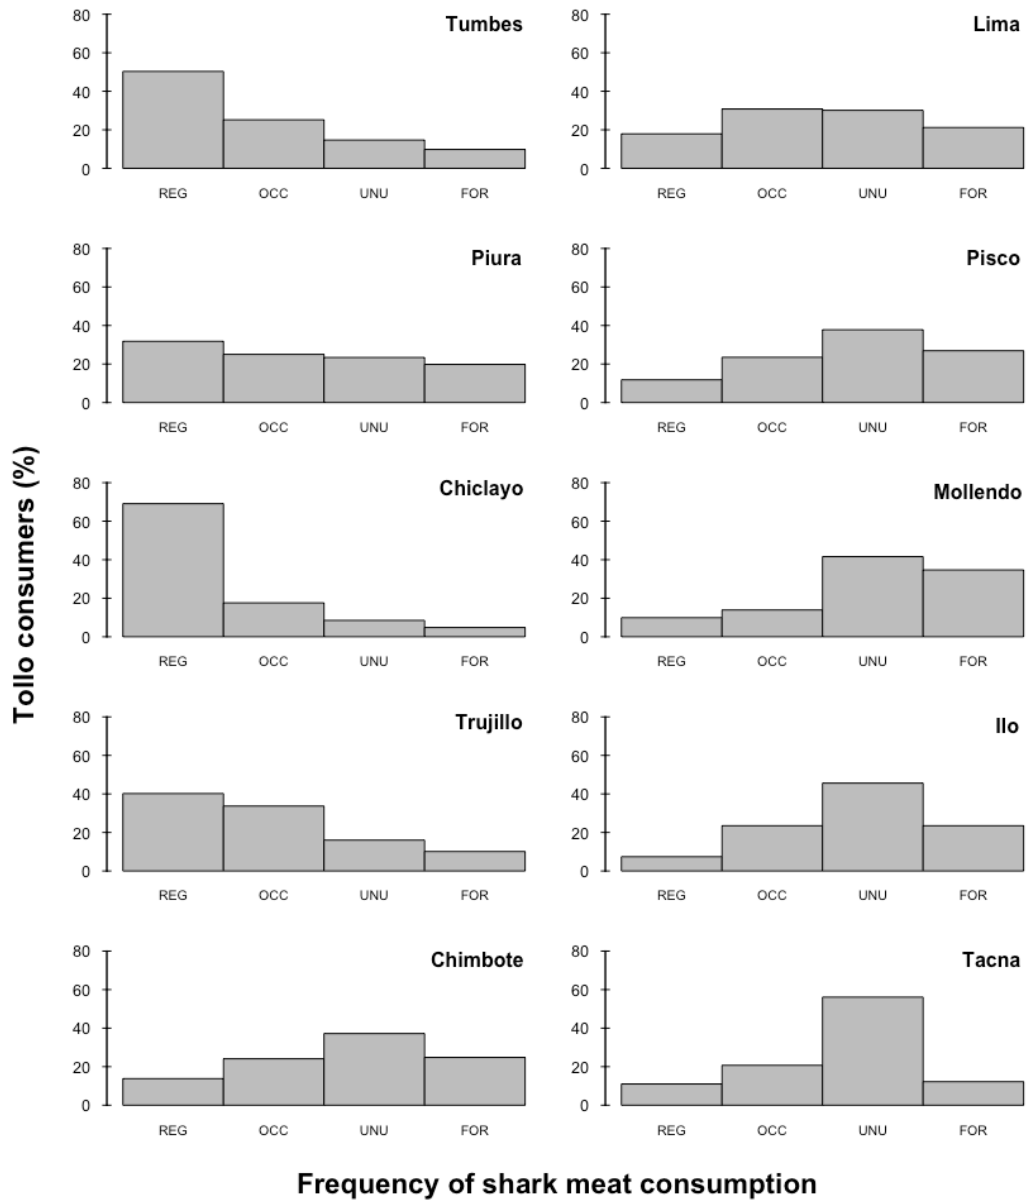 Tollo consumers (%)
Tumbes
80
60
40
20
0
REG OCC UNU FOR
Lima
80
60
40
20
0
REG OCC UNU FOR
Piura
80
60
40
20
0
REG OCC UNU FOR
Pisco
80
60
40
20
0
REG OCC UNU FOR
Chiclayo
80
60
40
20
0
REG OCC UNU FOR
Mollendo
80
60
40
20
0
REG OCC UNU FOR
Trujillo
80
60
40
20
0
REG OCC UNU FOR
Ilo
80
60
40
20
0
REG OCC UNU FOR
Chimbote
80
60
40
20
0
REG OCC UNU FOR
Tacna
80
60
40
20
0
REG OCC UNU FOR
Frequency of shark meat consumption